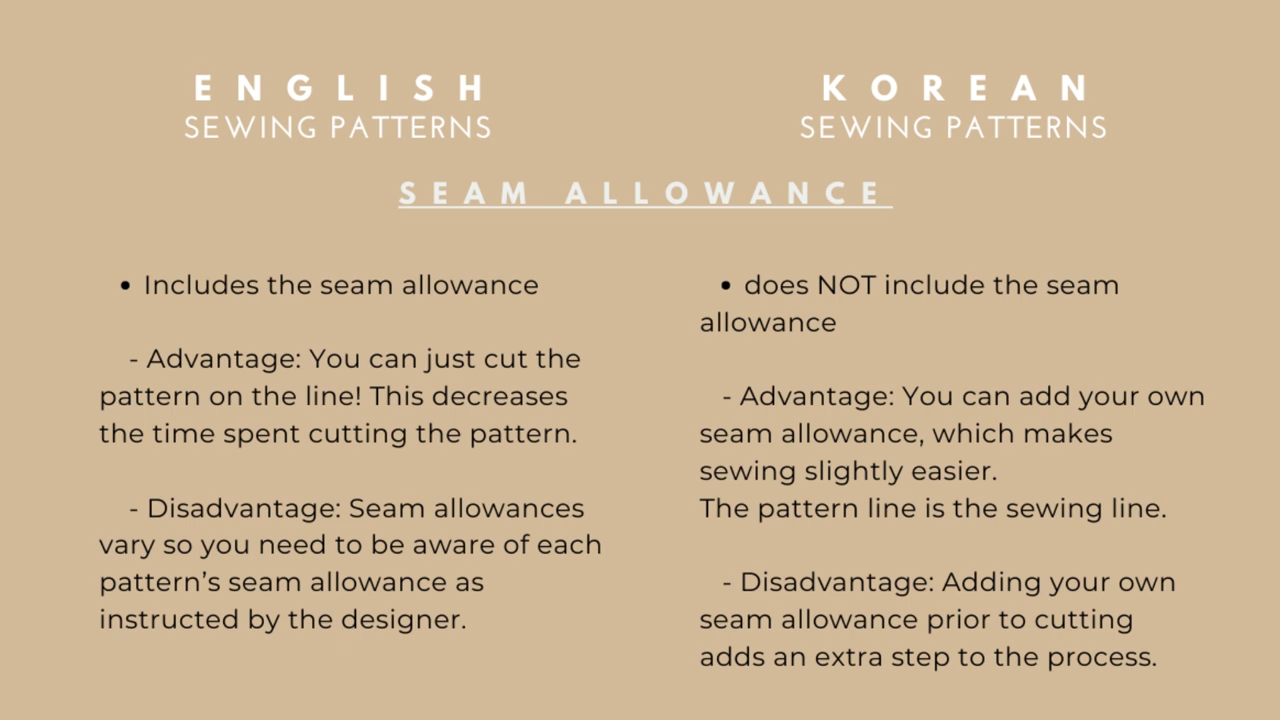 ENGLISH
SEWING PATTERNS
KOREAN
SEWING PATTERNS
SEAM ALLOWANCE
• Includes the seam allowance
- Advantage: You can just cut the
pattern on the line! This decreases
the time spent cutting the pattern.
- Disadvantage: Seam allowances
vary so you need to be aware of each
pattern’s seam allowance as
instructed by the designer.
• does NOT include the seam
allowance
- Advantage: You can add your own
seam allowance, which makes
sewing slightly easier.
The pattern line is the sewing line.
- Disadvantage: Adding your own
seam allowance prior to cutting
adds an extra step to the process.